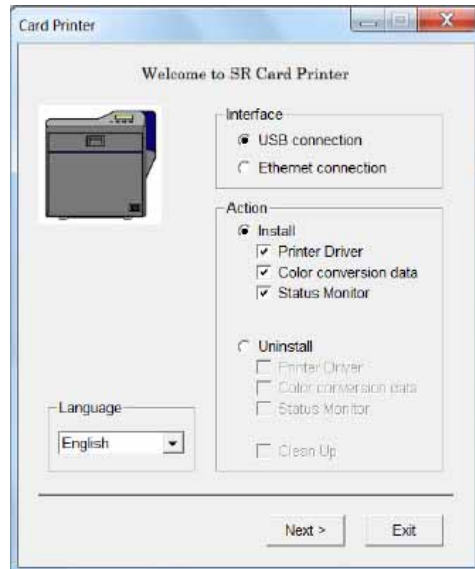 Card Printer
Welcome to SR Card Printer
Interface
USB connection
Ethernet connection
Action
Install
Printer Driver
Color conversion data
Status Monitor
Uninstall
Printer Driver
Color conversion data
Status Monitor
Clean Up
Language
English
Next >
Exit